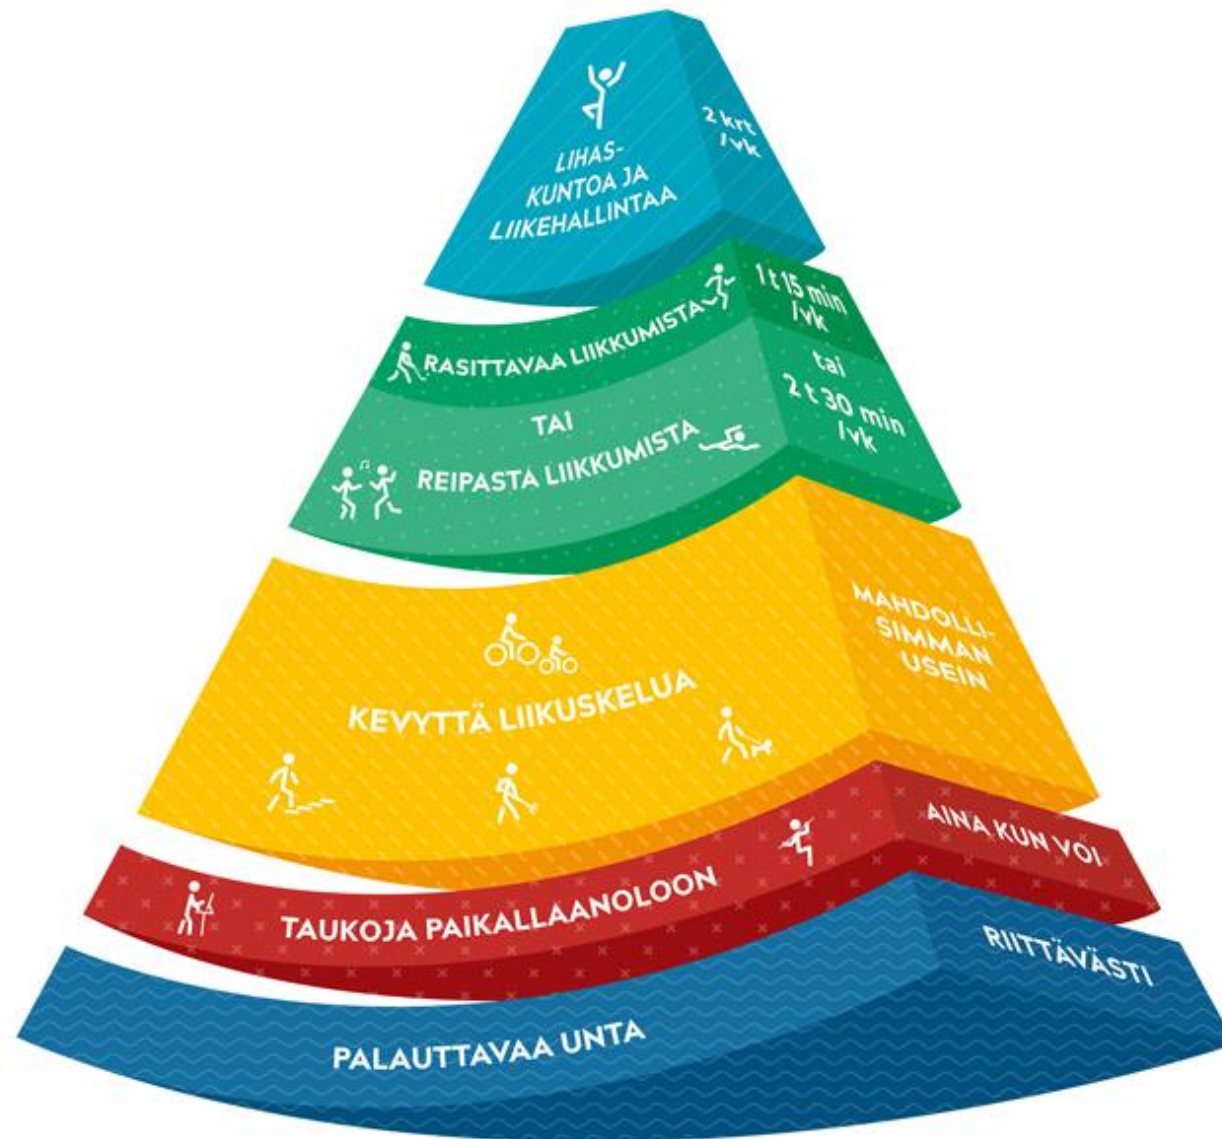 LIHAS-
KUNTOA JA
LIIKEHALLINTAA
2 krt
/vk
RASITTAVAA LIIKKUMISTA
1 t 15 min
/vk
TAI
REIPASTA LIIKKUMISTA
tai
2 t 30 min
/vk
KEVYTTÄ LIIKUSKELUA
MAHDOLLI-
SIMMAN
USEIN
TAUKOJA PAIKALLAANOLOON
AINA KUN VOI
PALAUTTAVAA UNTA
RIITTÄVÄSTI